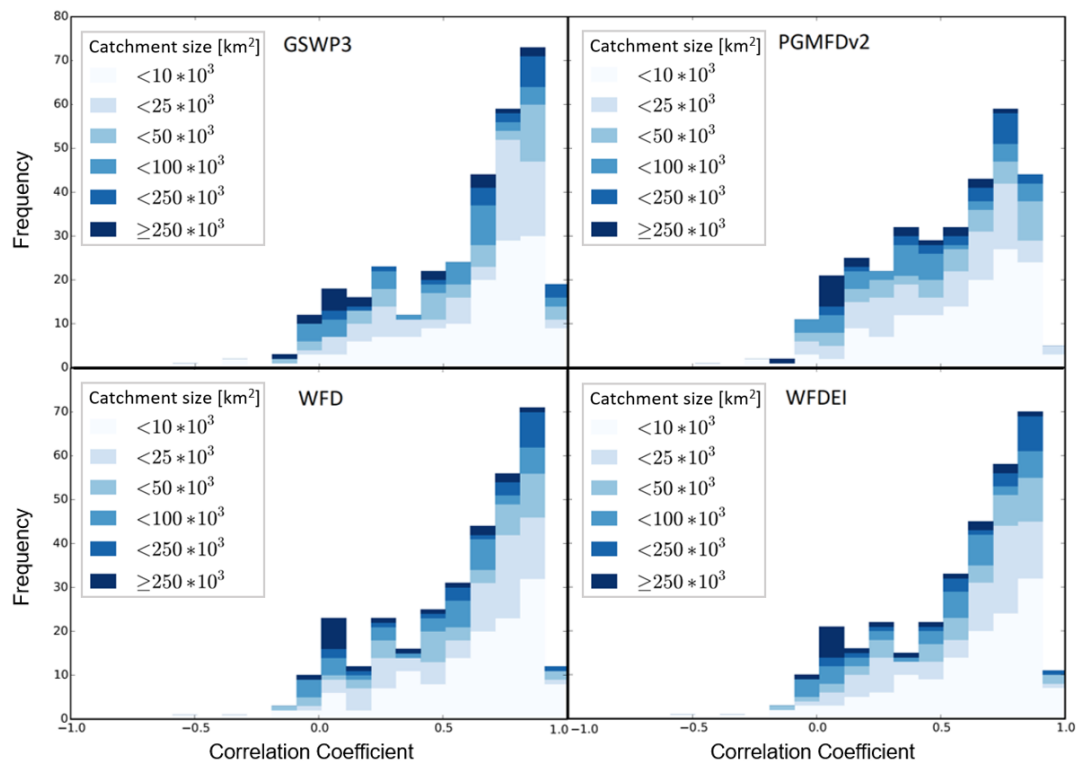 GSWP3
Catchment size [km²]
<10∗10³
<25∗10³
<50∗10³
<100∗10³
<250∗10³
≥250∗10³
Frequency
80
70
60
50
40
30
20
10
0
PGMFDv2
Catchment size [km²]
<10∗10³
<25∗10³
<50∗10³
<100∗10³
<250∗10³
≥250∗10³
WFD
Catchment size [km²]
<10∗10³
<25∗10³
<50∗10³
<100∗10³
<250∗10³
≥250∗10³
Frequency
70
60
50
40
30
20
10
0
−1.0 −0.5 0.0 0.5 1.0
Correlation Coefficient
WFDEI
Catchment size [km²]
<10∗10³
<25∗10³
<50∗10³
<100∗10³
<250∗10³
≥250∗10³
−1.0 −0.5 0.0 0.5 1.0
Correlation Coefficient